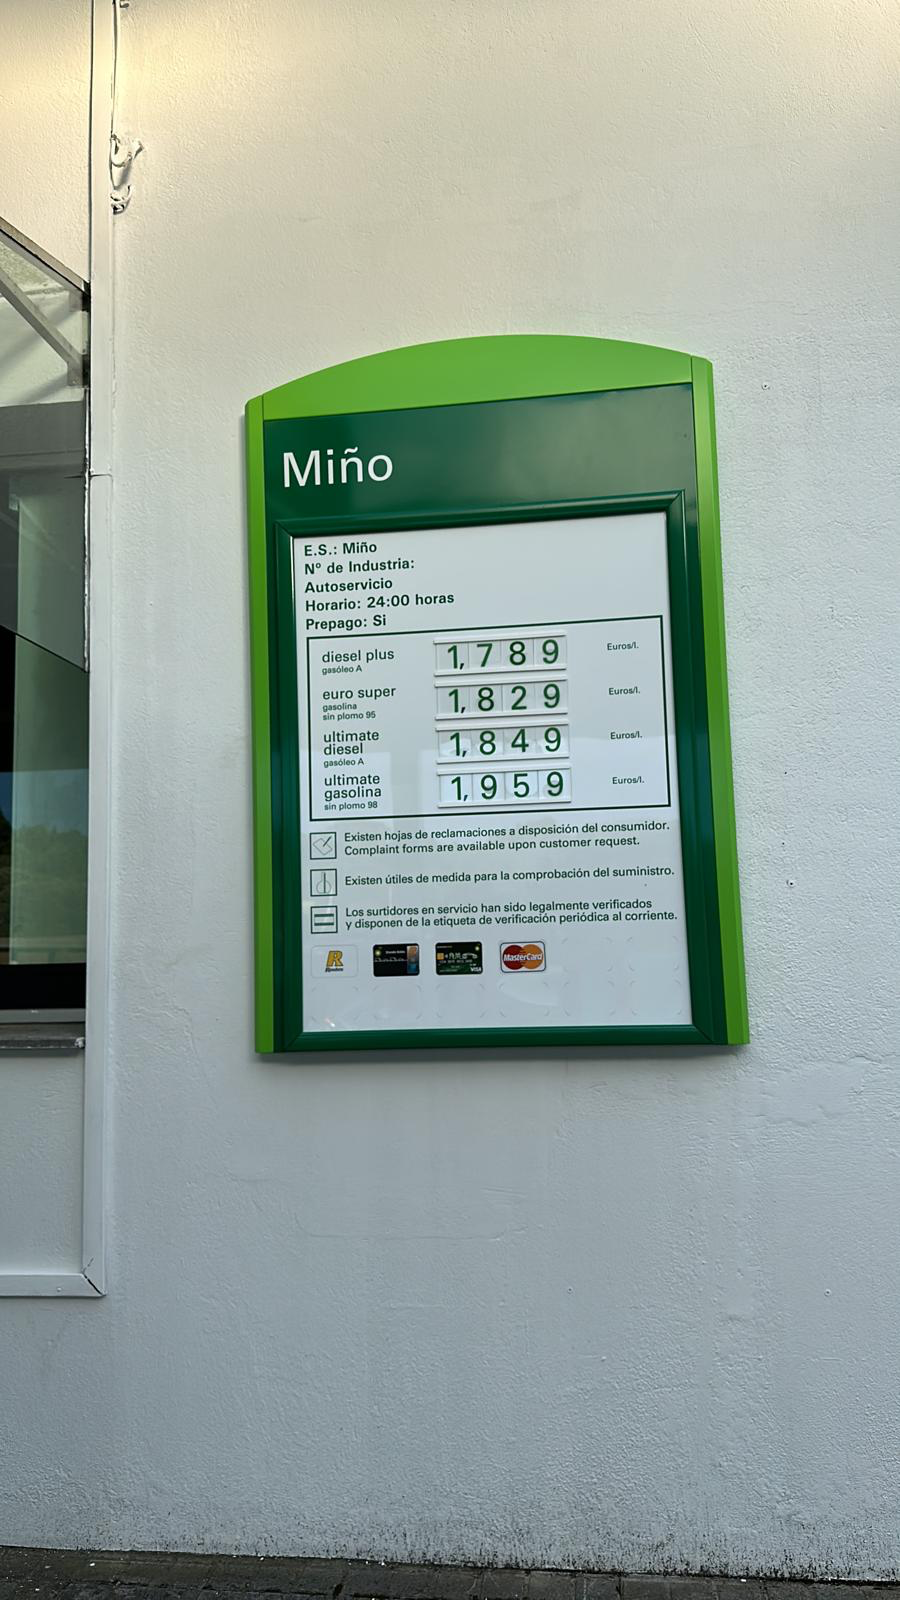 Miño
E.S.: Miño
Nº de Industria:
Autoservicio
Horario: 24:00 horas
Prepago: Si
diesel plus 1,789 Euros/l.
gasóleo A
euro super 1,829 Euros/l.
gasolina
sin plomo 95
ultimate 1,849 Euros/l.
diesel
gasóleo A
ultimate 1,959 Euros/l.
gasolina
sin plomo 98
Existen hojas de reclamaciones a disposición del consumidor.
Complaint forms are available upon customer request.
Existen útiles de medida para la comprobación del suministro.
Los surtidores en servicio han sido legalmente verificados
y disponen de la etiqueta de verificación periódica al corriente.
R VISA MasterCard